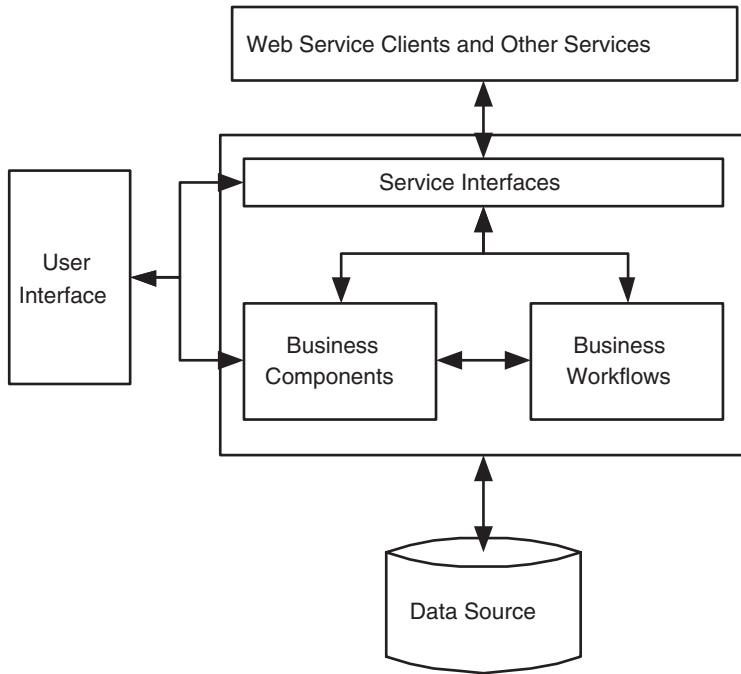 Web Service Clients and Other Services
Service Interfaces
User
Interface
Business
Components
Business
Workflows
Data Source